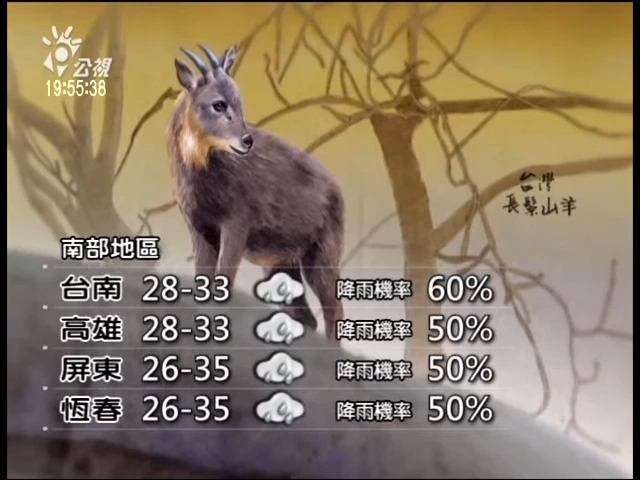 公視
19:55:38
台灣
長鬃山羊
南部地區
台南 28-33 降雨機率 60%
高雄 28-33 降雨機率 50%
屏東 26-35 降雨機率 50%
恆春 26-35 降雨機率 50%